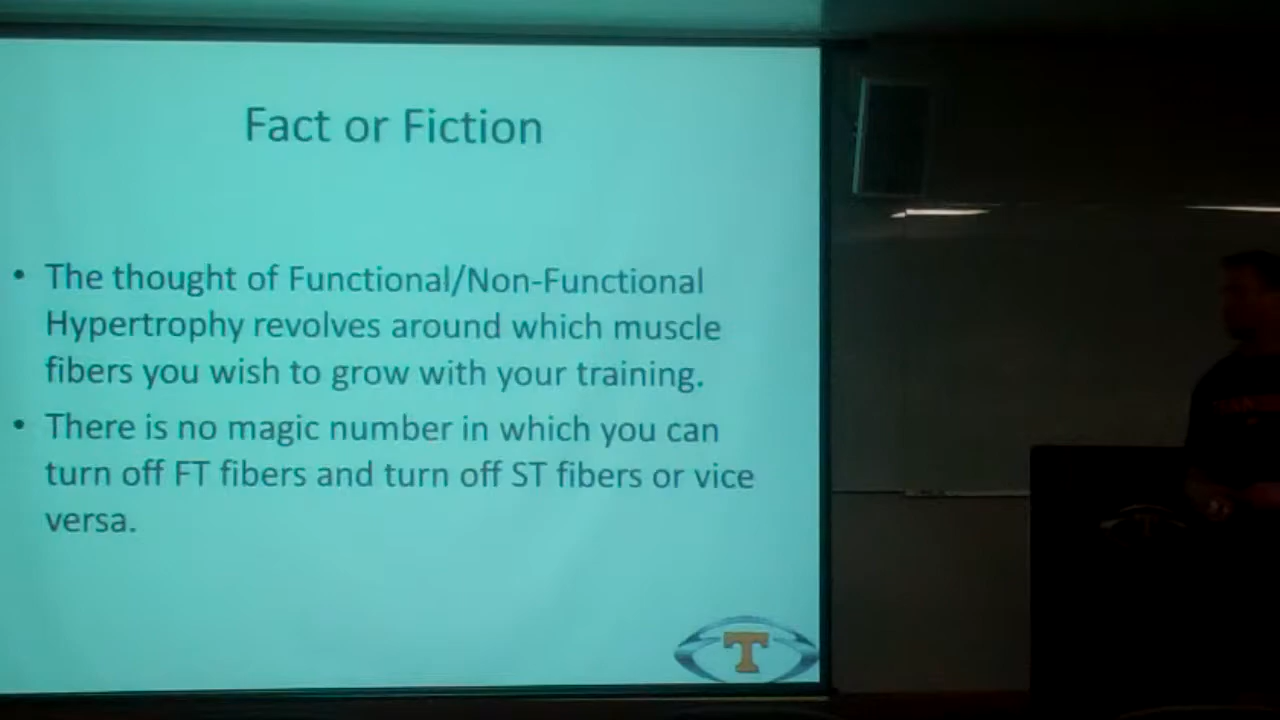 Fact or Fiction
• The thought of Functional/Non-Functional
Hypertrophy revolves around which muscle
fibers you wish to grow with your training.
• There is no magic number in which you can
turn off FT fibers and turn off ST fibers or vice
versa.
T